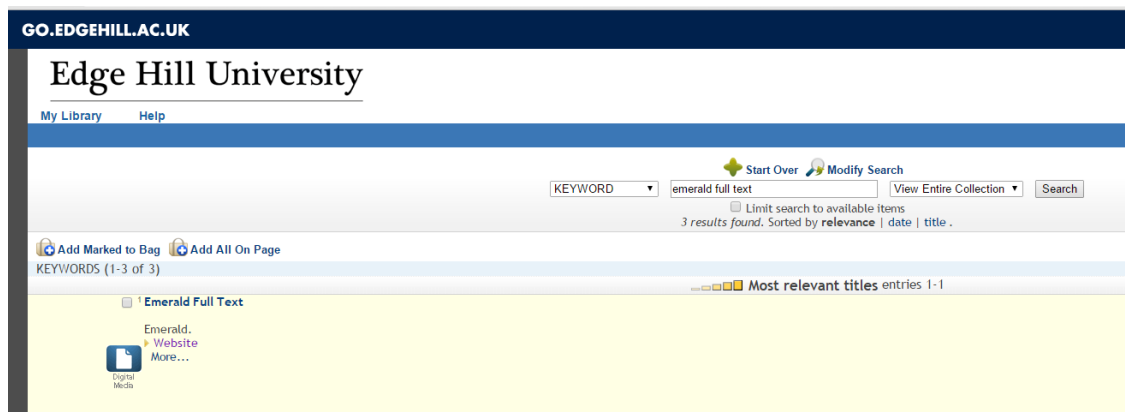 GO.EDGEHILL.AC.UK
Edge Hill University
My Library Help
Start Over Modify Search
KEYWORD emerald full text View Entire Collection Search
Limit search to available items
3 results found. Sorted by relevance | date | title .
Add Marked to Bag Add All On Page
KEYWORDS (1-3 of 3)
Most relevant titles entries 1-1
1 Emerald Full Text
Emerald.
Website
More...
Digital
Media